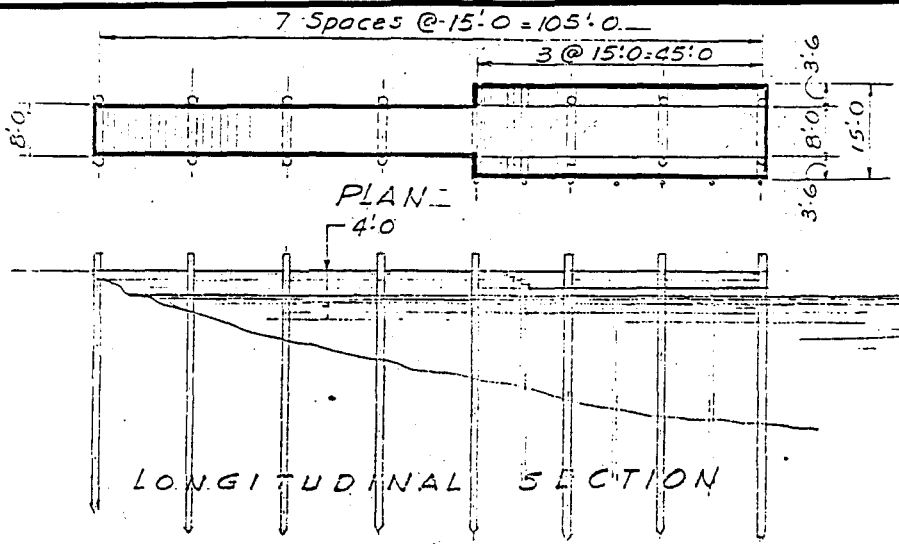 7 Spaces @ 15'-0 = 105'-0
3 @ 15'-0=45'-0
3'-6
8'-0
8'-0
15'-0
3'-6
PLAN
4'-0
LONGITUDINAL SECTION